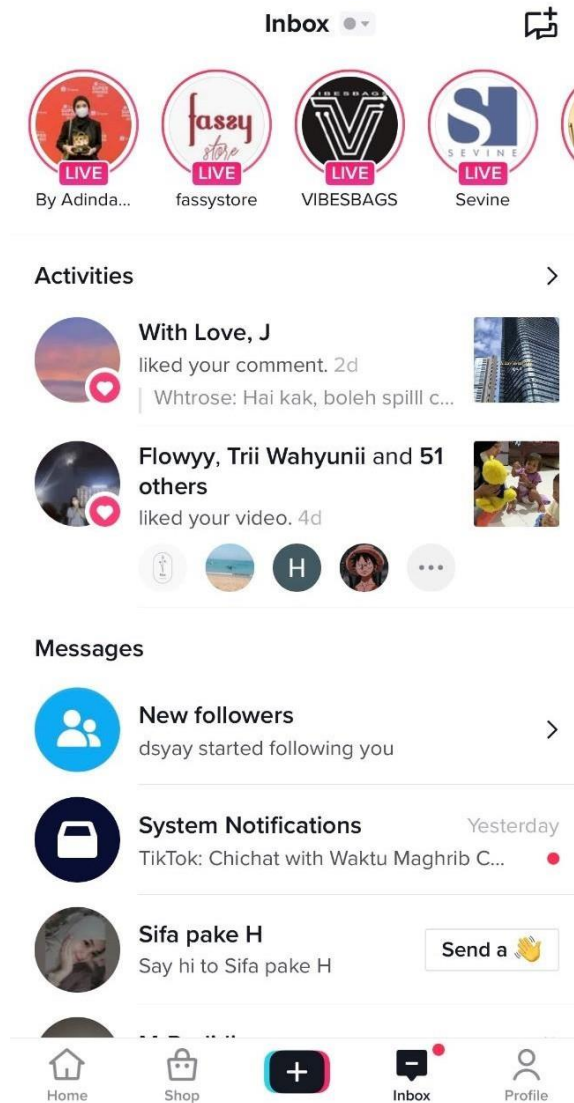 Inbox
LIVE
LIVE
LIVE
LIVE
fassy
store
VIBESBAGS
SEVINE
By Adinda...
fassystore
VIBESBAGS
Sevine
Activities
With Love, J
liked your comment. 2d
Whtrose: Hai kak, boleh spilll c...
Flowyy, Trii Wahyunii and 51
others
liked your video. 4d
H
Messages
New followers
dsyay started following you
System Notifications
Yesterday
TikTok: Chichat with Waktu Maghrib C...
Sifa pake H
Say hi to Sifa pake H
Send a 👋
Home
Shop
Inbox
Profile